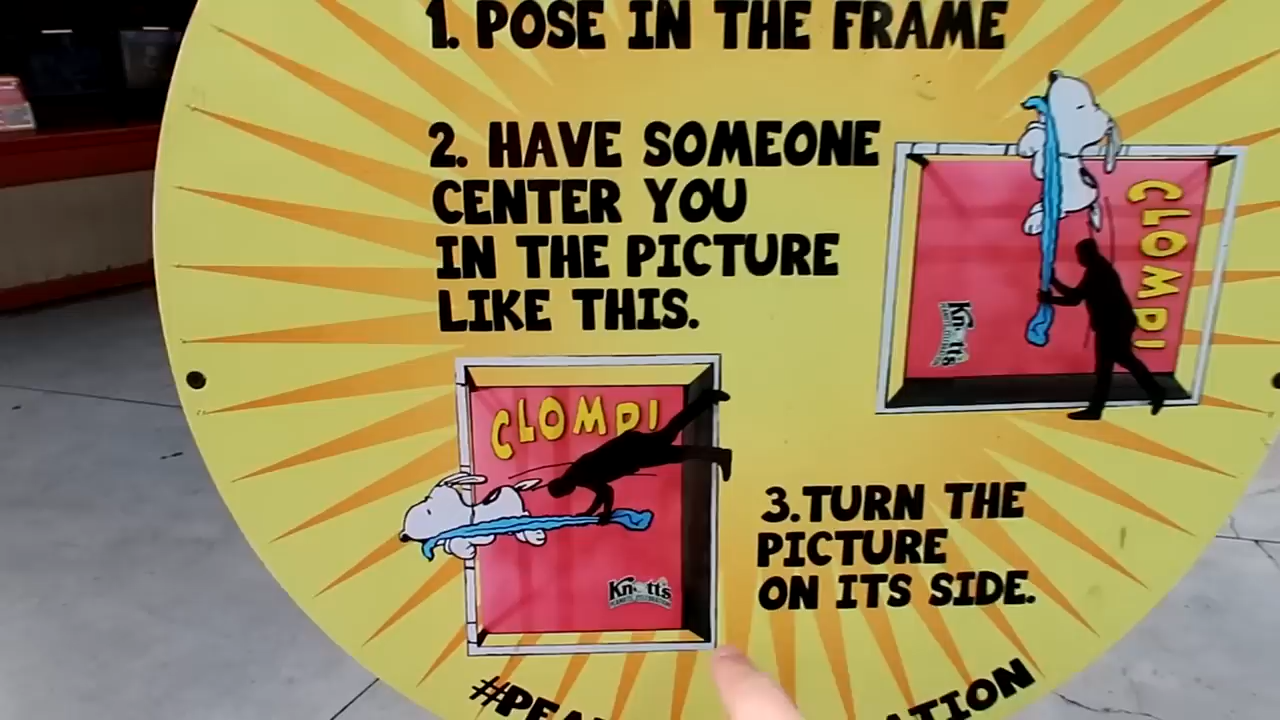 1. POSE IN THE FRAME
2. HAVE SOMEONE
CENTER YOU
IN THE PICTURE
LIKE THIS.
CLOMP!
Knott's
CLOMP!
Knott's
3.TURN THE
PICTURE
ON ITS SIDE.